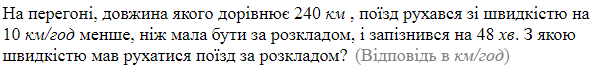 На перегоні, довжина якого дорівнює 240 км , поїзд рухався зі швидкістю на
10 км/год менше, ніж мала бути за розкладом, і запізнився на 48 хв. З якою
швидкістю мав рухатися поїзд за розкладом? (Відповідь в км/год)